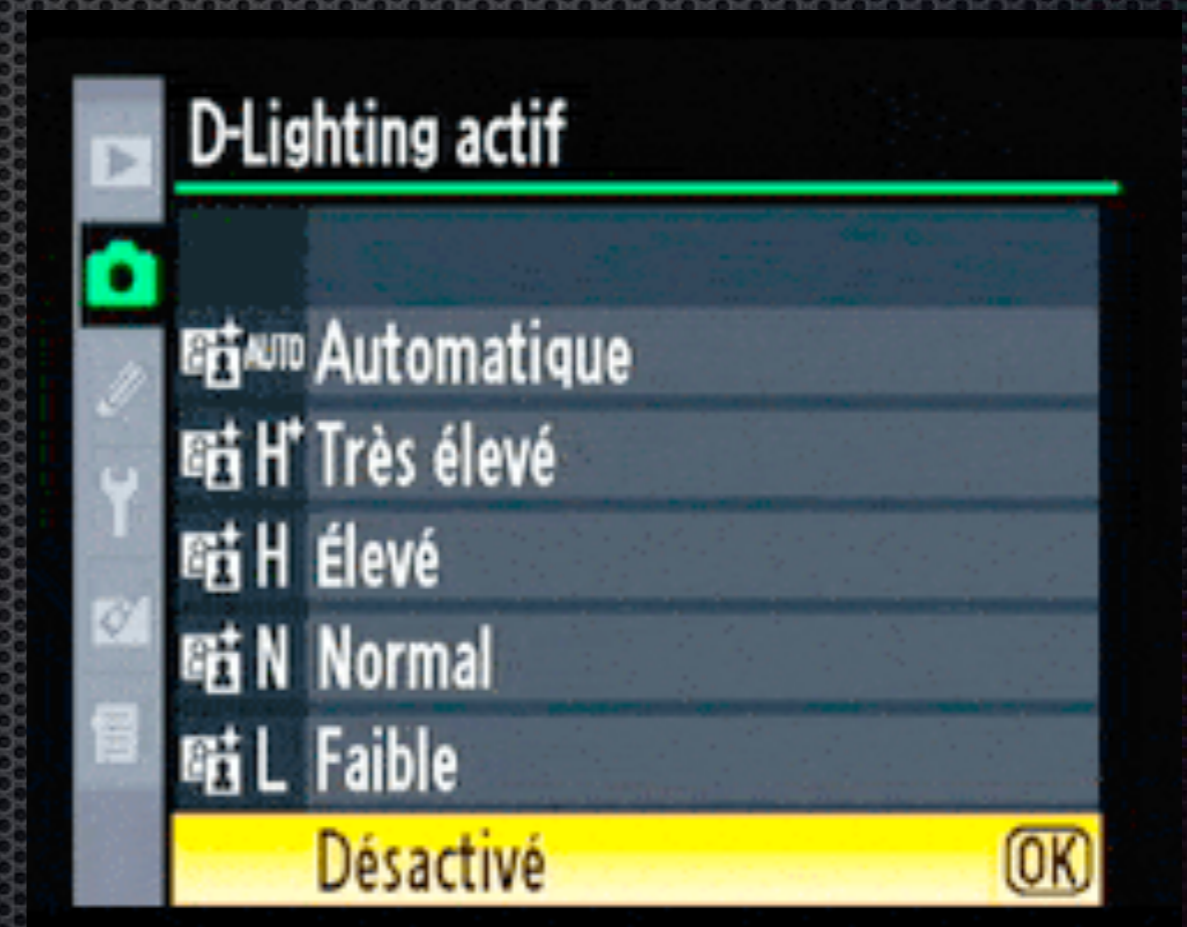 D-Lighting actif
AUTO Automatique
H+ Très élevé
H Élevé
N Normal
L Faible
Désactivé OK